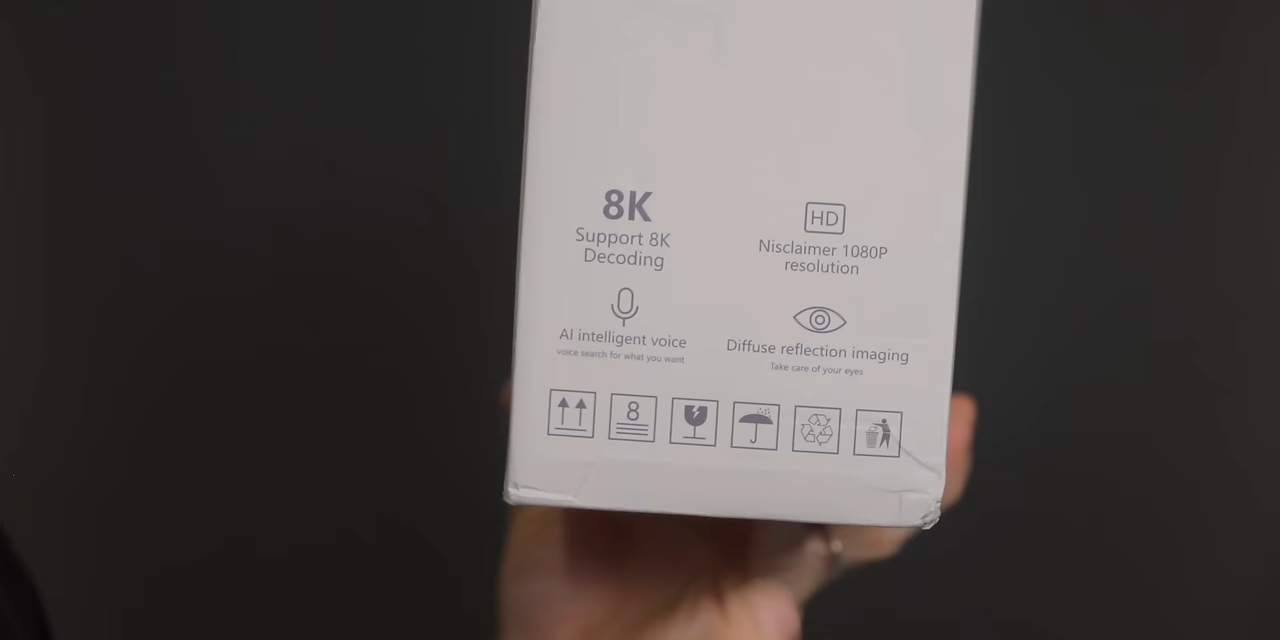 8K
Support 8K
Decoding
HD
Nisclaimer 1080P
resolution
AI intelligent voice
voice search for what you want
Diffuse reflection imaging
Take care of your eyes
8